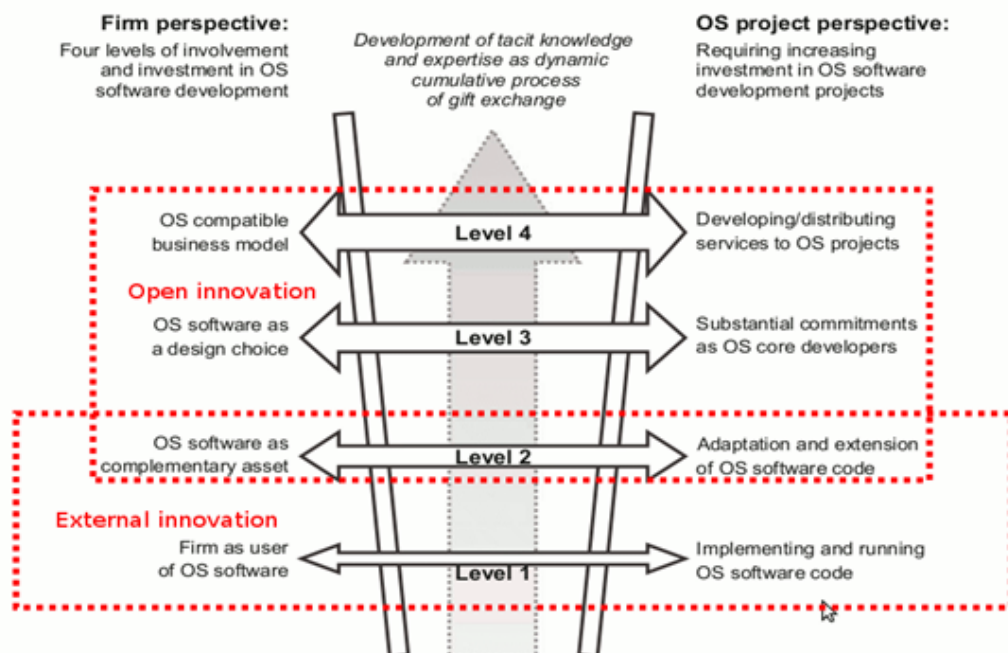 Firm perspective:
Four levels of involvement
and investment in OS
software development
Development of tacit knowledge
and expertise as dynamic
cumulative process
of gift exchange
OS project perspective:
Requiring increasing
investment in OS software
development projects
OS compatible
business model
Level 4
Developing/distributing
services to OS projects
Open innovation
OS software as
a design choice
Level 3
Substantial commitments
as OS core developers
OS software as
complementary asset
Level 2
Adaptation and extension
of OS software code
External innovation
Firm as user
of OS software
Level 1
Implementing and running
OS software code